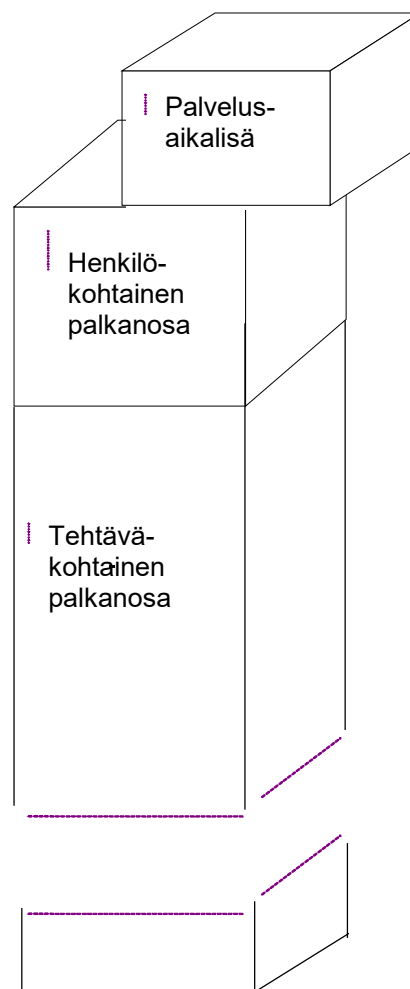 Palvelus-
aikalisä
Henkilö-
kohtainen
palkanosa
Tehtävä-
kohtainen
palkanosa